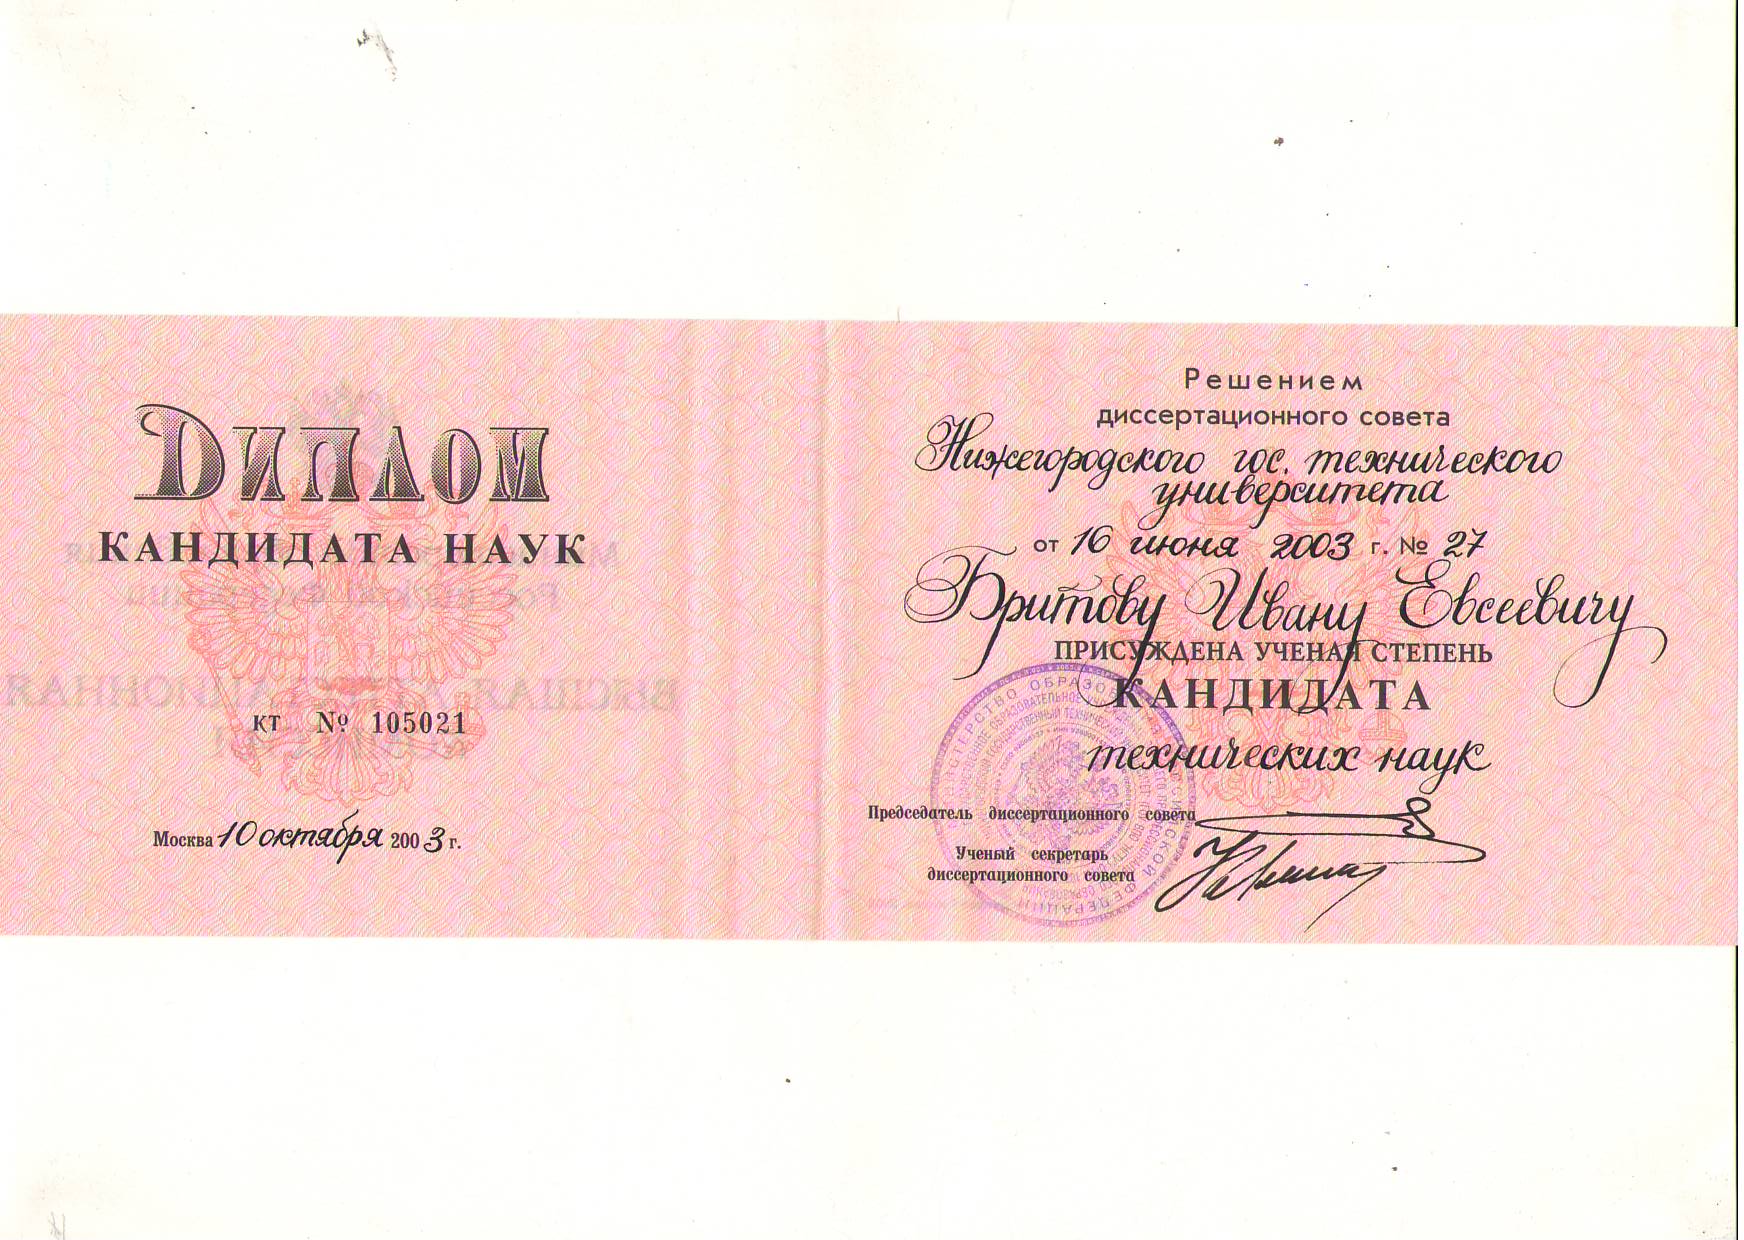 Диплом
КАНДИДАТА НАУК
КТ № 105021
Москва 10 октября 2003 г.
Решением
диссертационного совета
Нижегородского гос. технического
университета
от 16 июня 2003 г. № 27
Бритову Ивану Евсеевичу
ПРИСУЖДЕНА УЧЕНАЯ СТЕПЕНЬ
КАНДИДАТА
технических наук
Председатель диссертационного совета
Ученый секретарь
диссертационного совета